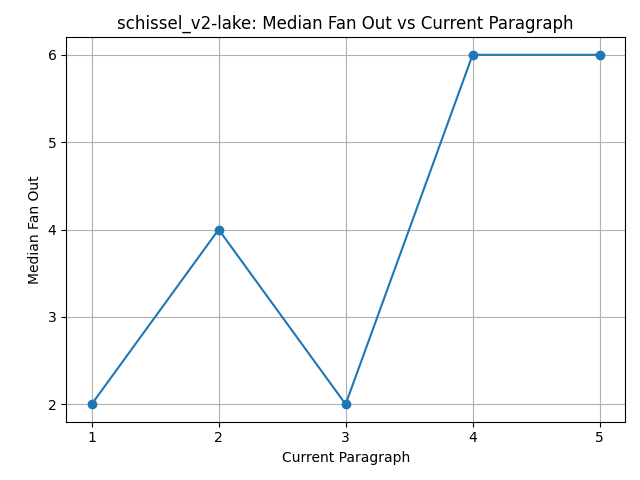 schissel_v2-lake: Median Fan Out vs Current Paragraph
6
5
4
3
2
Median Fan Out
1 2 3 4 5
Current Paragraph